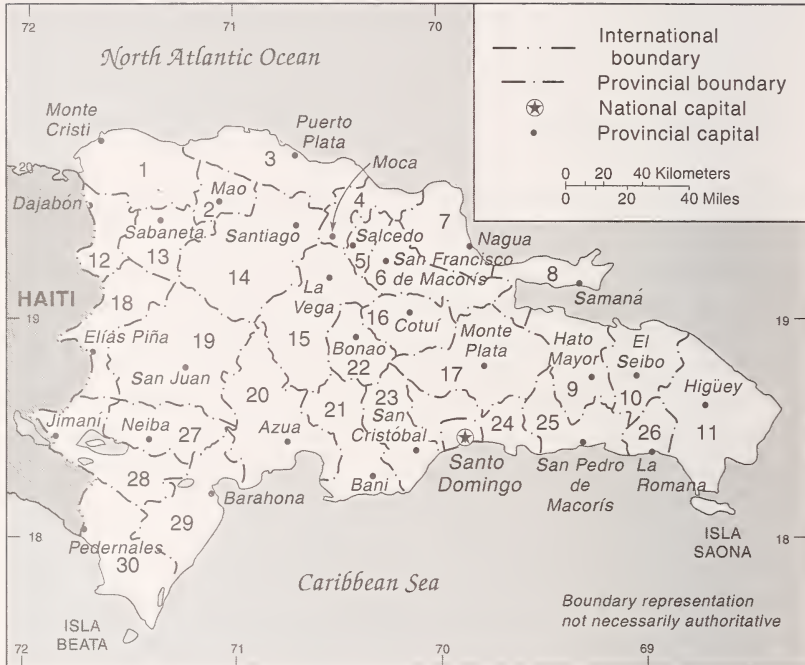 72
71
70
North Atlantic Ocean
International
boundary
Provincial boundary
National capital
Provincial capital
0 20 40 Kilometers
0 20 40 Miles
Monte
Cristi
Puerto
Plata
Moca
20
1
3
Mao
4
7
Dajabón
2
Sabaneta
Santiago
Salcedo
Nagua
5
San Francisco
de Macorís
6
12
13
14
8
HAITI
18
La
Vega
Samaná
19
16
Cotuí
19
Elías Piña
19
15
Bonao
Monte
Plata
Hato
Mayor
El
Seibo
San Juan
22
17
9
10
Higüey
20
21
23
San
Cristóbal
24
25
26
11
Jimaní
Neiba
27
Azua
Santo
Domingo
San Pedro
de
Macorís
La
Romana
28
Baní
Barahona
29
ISLA
SAONA
18
18
Pedernales
30
Caribbean Sea
ISLA
BEATA
Boundary representation
not necessarily authoritative
72
71
70
69